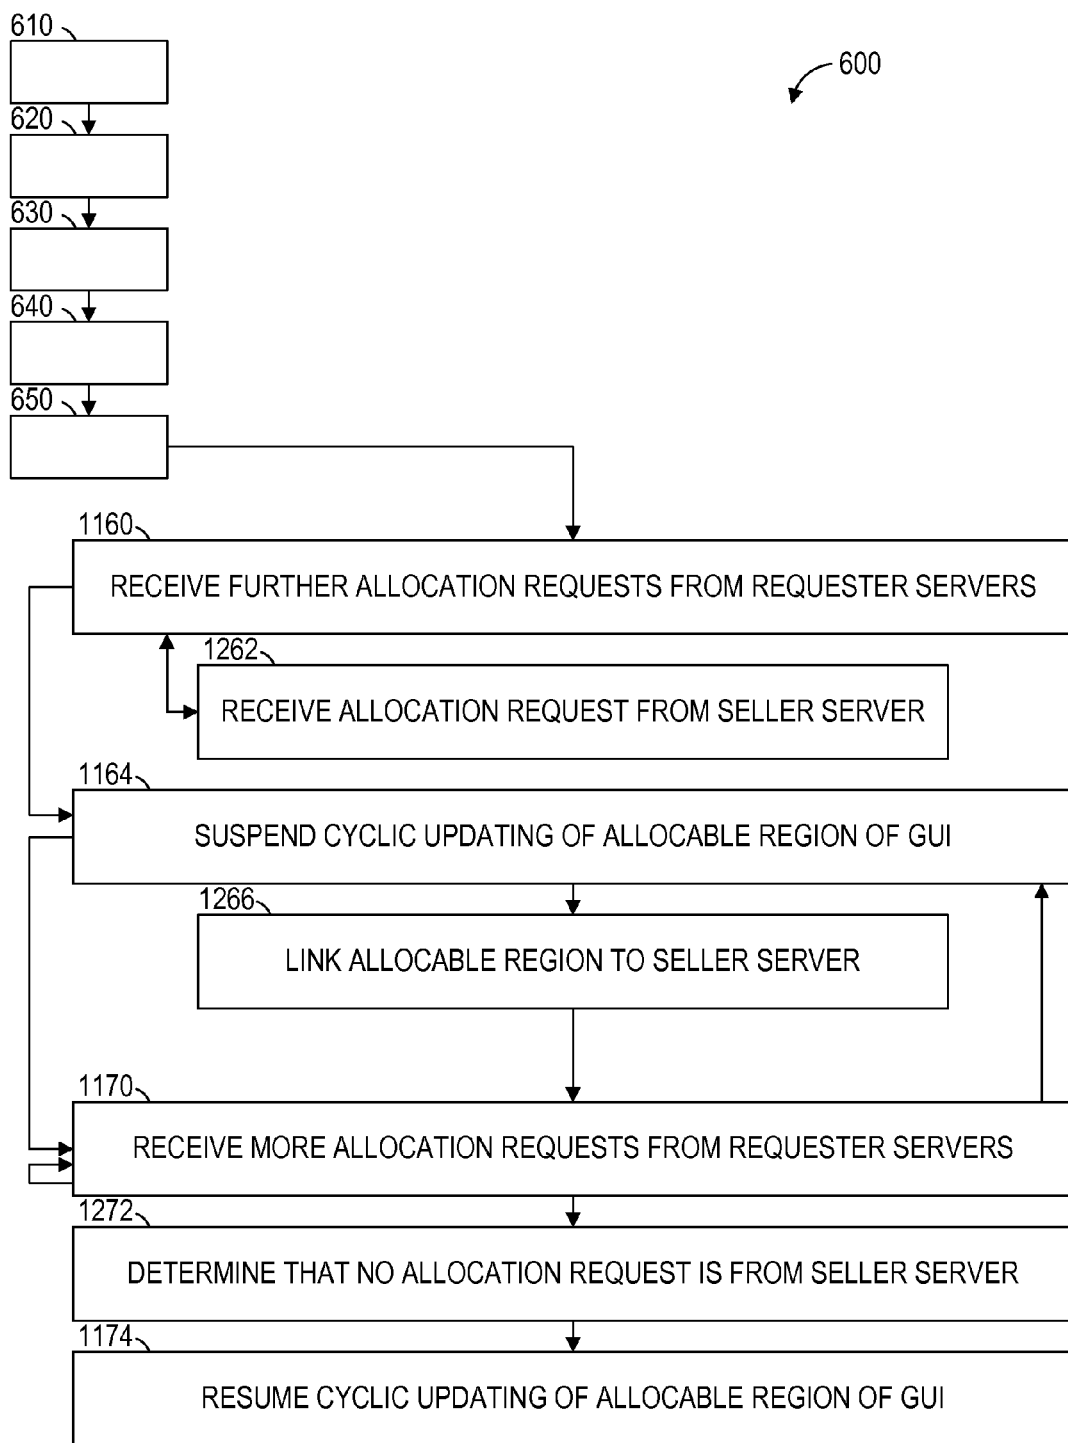 610
600
620
630
640
650
1160
RECEIVE FURTHER ALLOCATION REQUESTS FROM REQUESTER SERVERS
1262
RECEIVE ALLOCATION REQUEST FROM SELLER SERVER
1164
SUSPEND CYCLIC UPDATING OF ALLOCABLE REGION OF GUI
1266
LINK ALLOCABLE REGION TO SELLER SERVER
1170
RECEIVE MORE ALLOCATION REQUESTS FROM REQUESTER SERVERS
1272
DETERMINE THAT NO ALLOCATION REQUEST IS FROM SELLER SERVER
1174
RESUME CYCLIC UPDATING OF ALLOCABLE REGION OF GUI